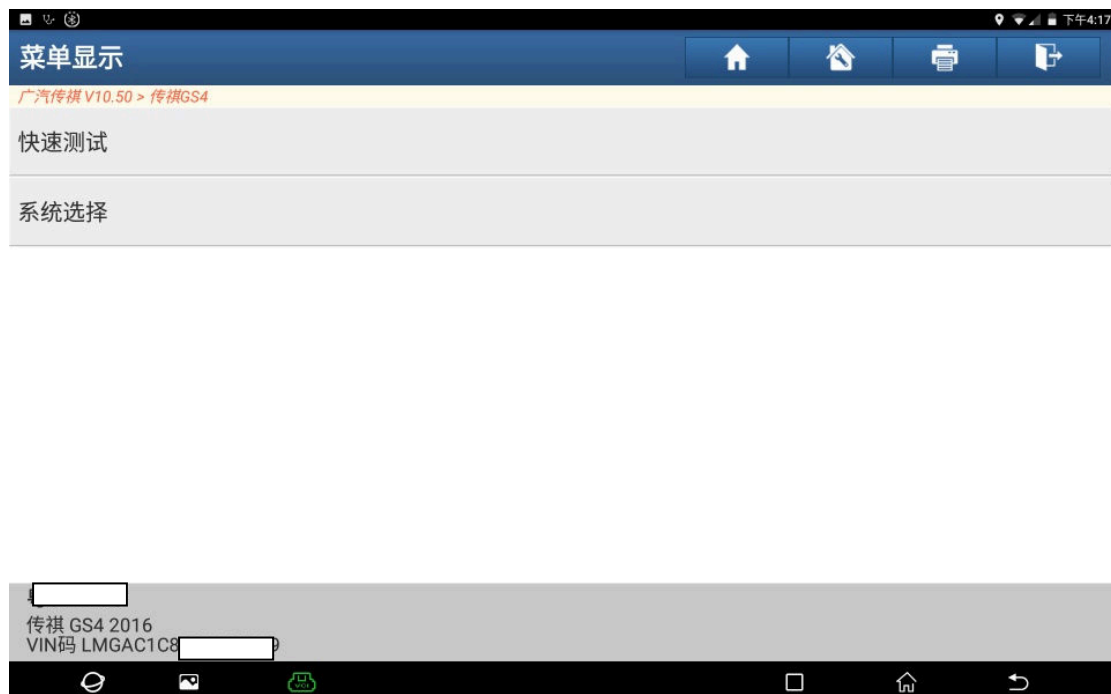 下午4:17
菜单显示
广汽传祺 V10.50 > 传祺GS4
快速测试
系统选择
传祺 GS4 2016
VIN码 LMGAC1C8
VCI